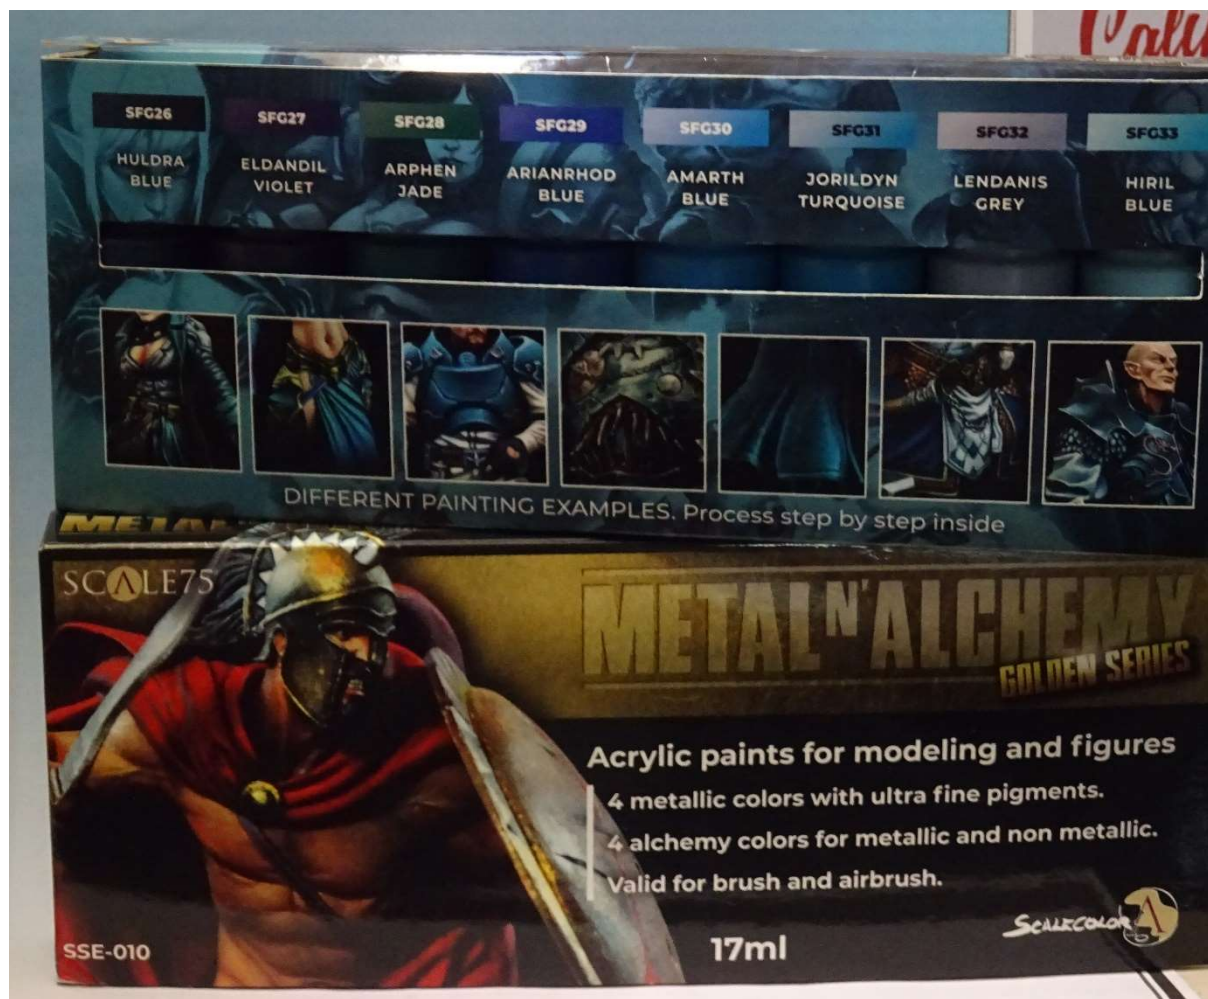 SFG26 SFG27 SFG28 SFG29 SFG30 SFG31 SFG32 SFG33
HULDRA ELDANDIL ARPHEN ARIANRHOD AMARTH JORILDYN LENDANIS HIRIL
BLUE VIOLET JADE BLUE BLUE TURQUOISE GREY BLUE
DIFFERENT PAINTING EXAMPLES. Process step by step inside
SCALE75
METAL N' ALCHEMY
GOLDEN SERIES
Acrylic paints for modeling and figures
4 metallic colors with ultra fine pigments.
4 alchemy colors for metallic and non metallic.
Valid for brush and airbrush.
SCALECOLOR
SSE-010
17ml